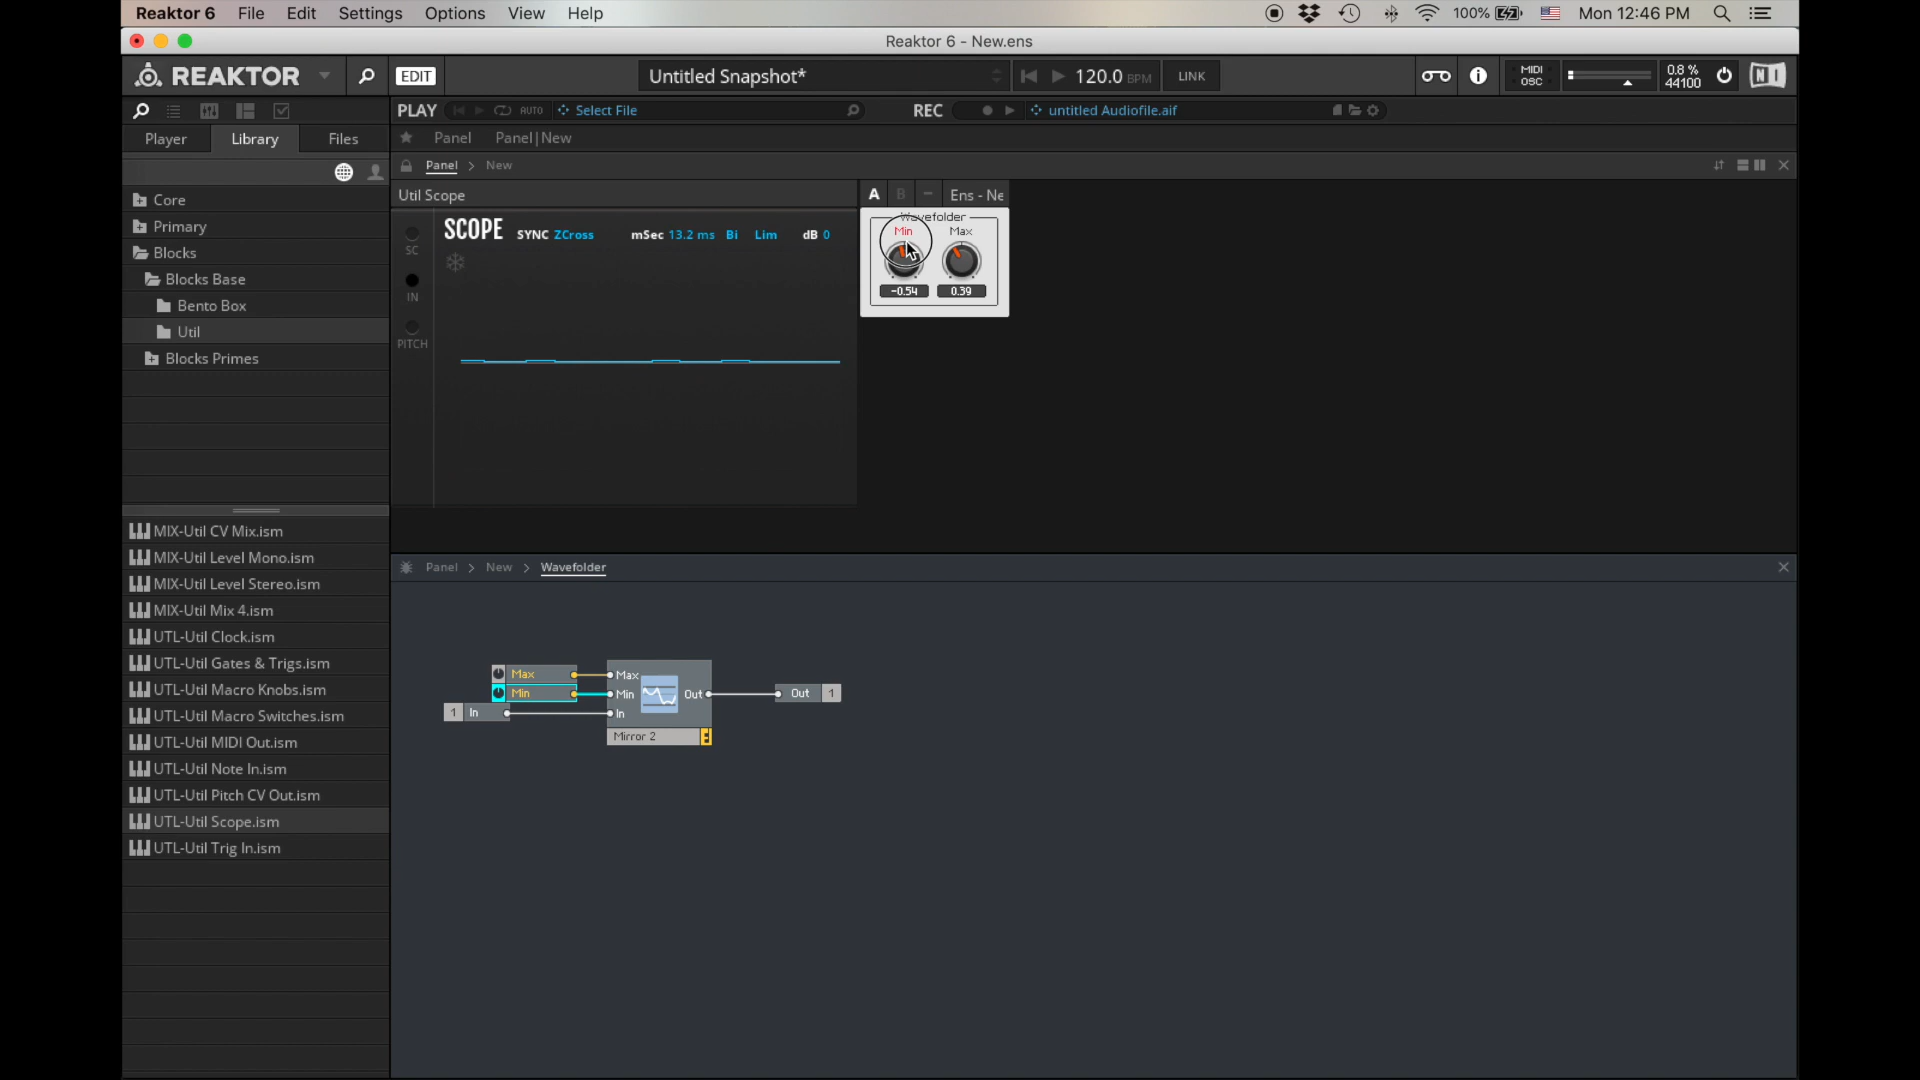 Reaktor 6 File Edit Settings Options View Help 100% Mon 12:46 PM
Reaktor 6 - New.ens
REAKTOR EDIT Untitled Snapshot* 120.0 BPM LINK MIDI OSC 0.8 % 44100 NI
PLAY AUTO Select File REC untitled Audiofile.aif
Player Library Files
Panel Panel|New
Panel > New
Core
Primary
Blocks
Blocks Base
Bento Box
Util
Blocks Primes
MIX-Util CV Mix.ism
MIX-Util Level Mono.ism
MIX-Util Level Stereo.ism
MIX-Util Mix 4.ism
UTL-Util Clock.ism
UTL-Util Gates & Trigs.ism
UTL-Util Macro Knobs.ism
UTL-Util Macro Switches.ism
UTL-Util MIDI Out.ism
UTL-Util Note In.ism
UTL-Util Pitch CV Out.ism
UTL-Util Scope.ism
UTL-Util Trig In.ism
Util Scope
SCOPE SYNC ZCross mSec 13.2 ms Bi Lim dB 0
SC
IN
PITCH
A B Ens - Ne
Wavefolder
Min Max
-0.54 0.39
Panel > New > Wavefolder
Max Max
Min Min Out Out 1
1 In In
Mirror 2